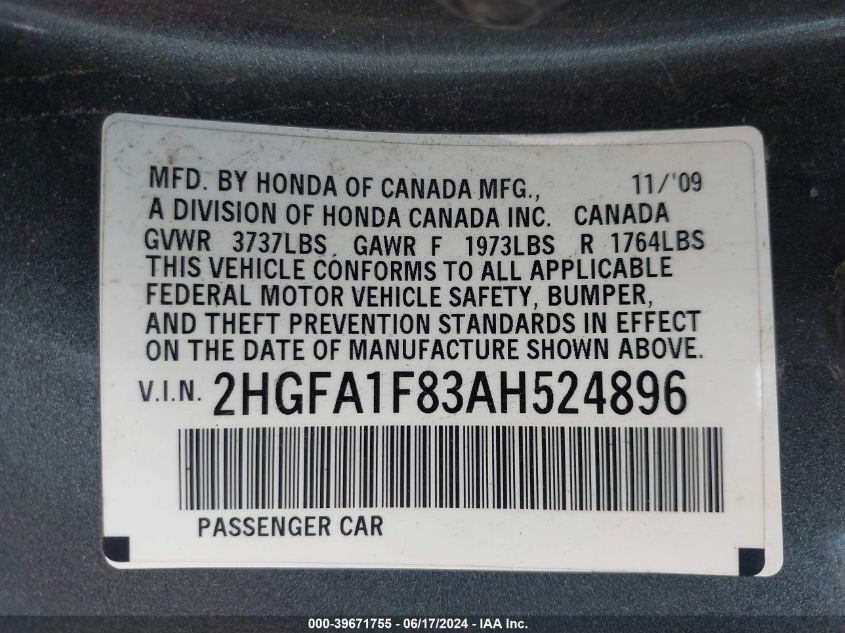 MFD. BY HONDA OF CANADA MFG., 11/'09
A DIVISION OF HONDA CANADA INC. CANADA
GVWR 3737LBS GAWR F 1973LBS R 1764LBS
THIS VEHICLE CONFORMS TO ALL APPLICABLE
FEDERAL MOTOR VEHICLE SAFETY, BUMPER,
AND THEFT PREVENTION STANDARDS IN EFFECT
ON THE DATE OF MANUFACTURE SHOWN ABOVE.
V.I.N. 2HGFA1F83AH524896
PASSENGER CAR
000-39671755 - 06/17/2024 - IAA Inc.